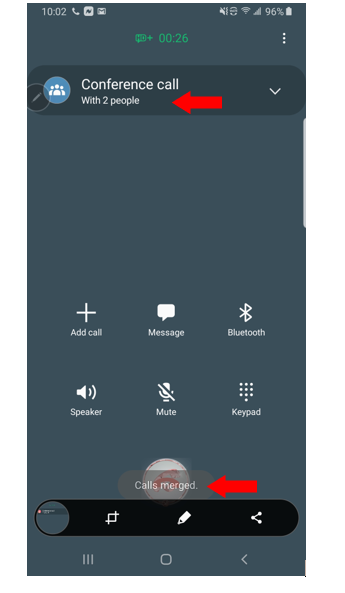 10:02 96%
HD+ 00:26
Conference call
With 2 people
Add call Message Bluetooth
Speaker Mute Keypad
Calls merged.